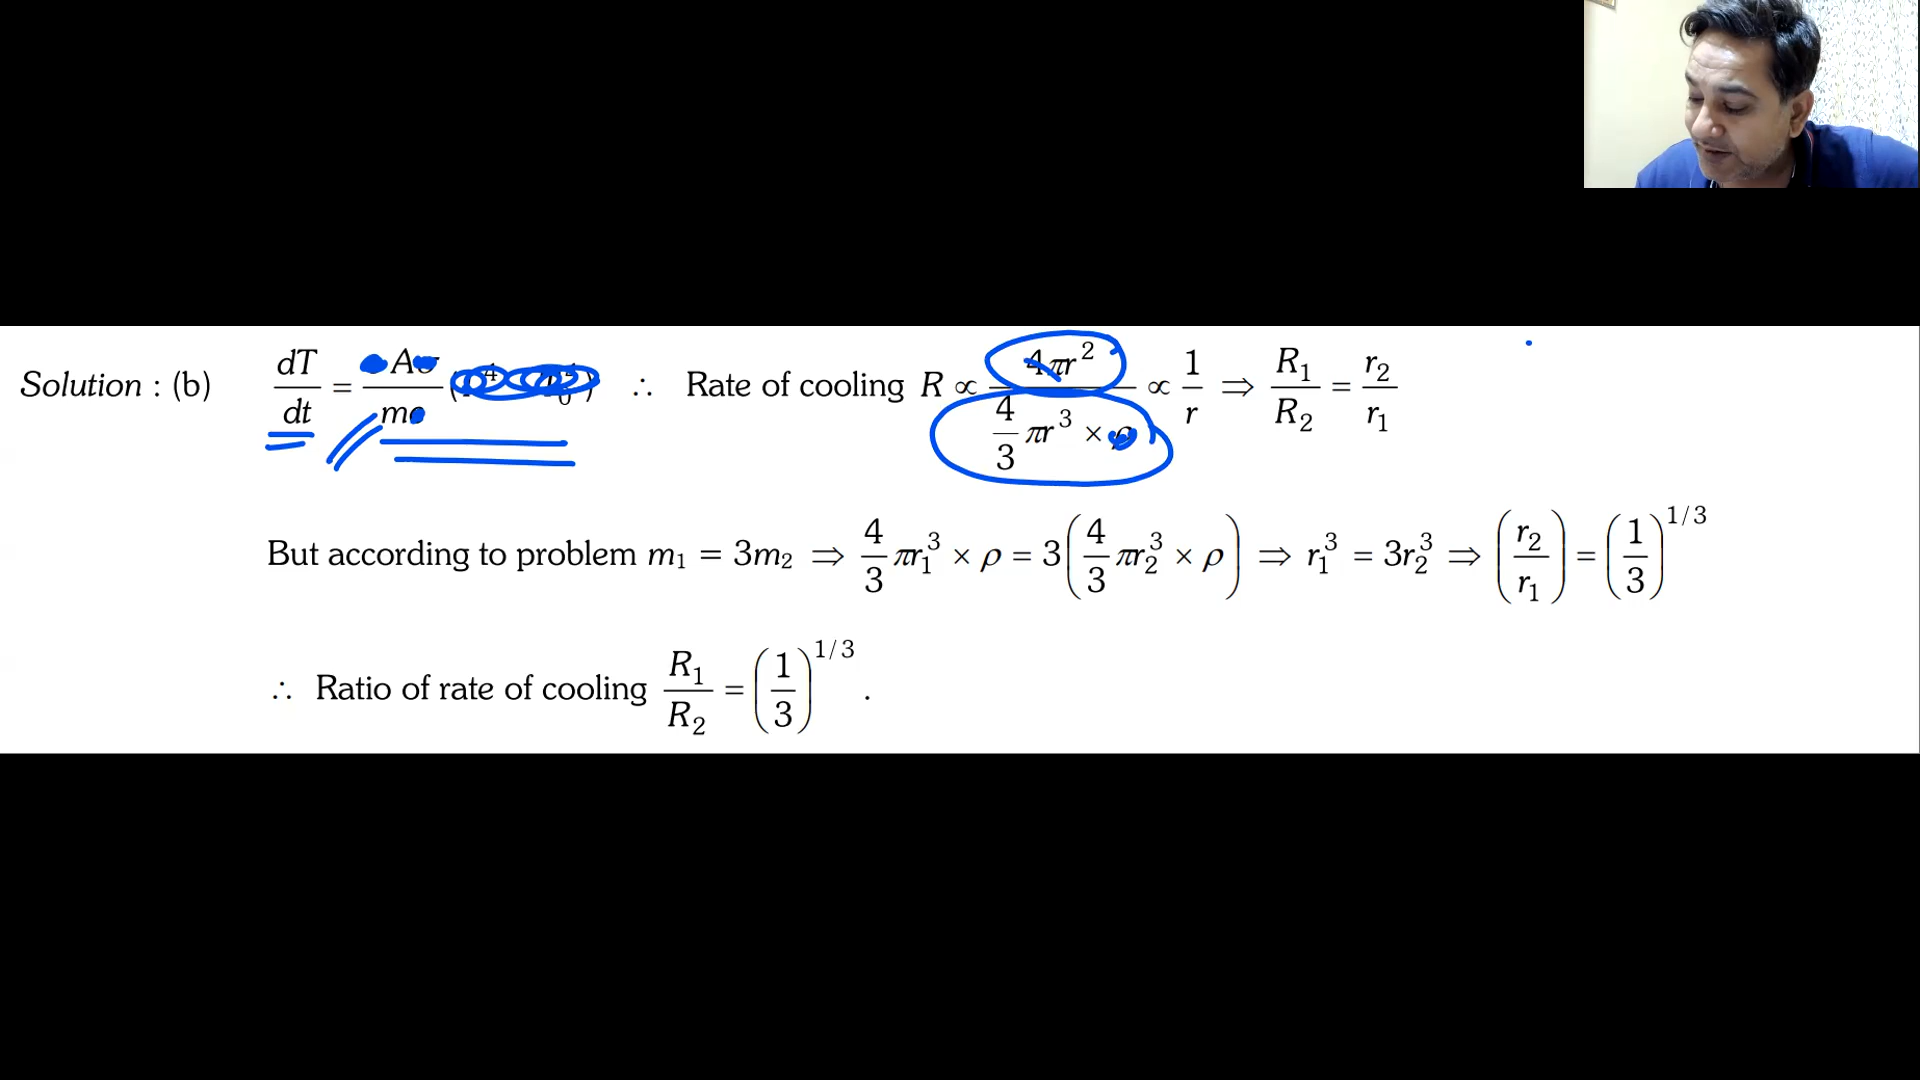 Solution : (b) dT/dt = Aσ/mc (T⁴ – T₀⁴) ∴ Rate of cooling R ∝ 4πr²/(4/3 πr³ × ρ) ∝ 1/r ⇒ R₁/R₂ = r₂/r₁
But according to problem m₁ = 3m₂ ⇒ 4/3 πr₁³ × ρ = 3(4/3 πr₂³ × ρ) ⇒ r₁³ = 3r₂³ ⇒ (r₂/r₁) = (1/3)^1/3
∴ Ratio of rate of cooling R₁/R₂ = (1/3)^1/3 .